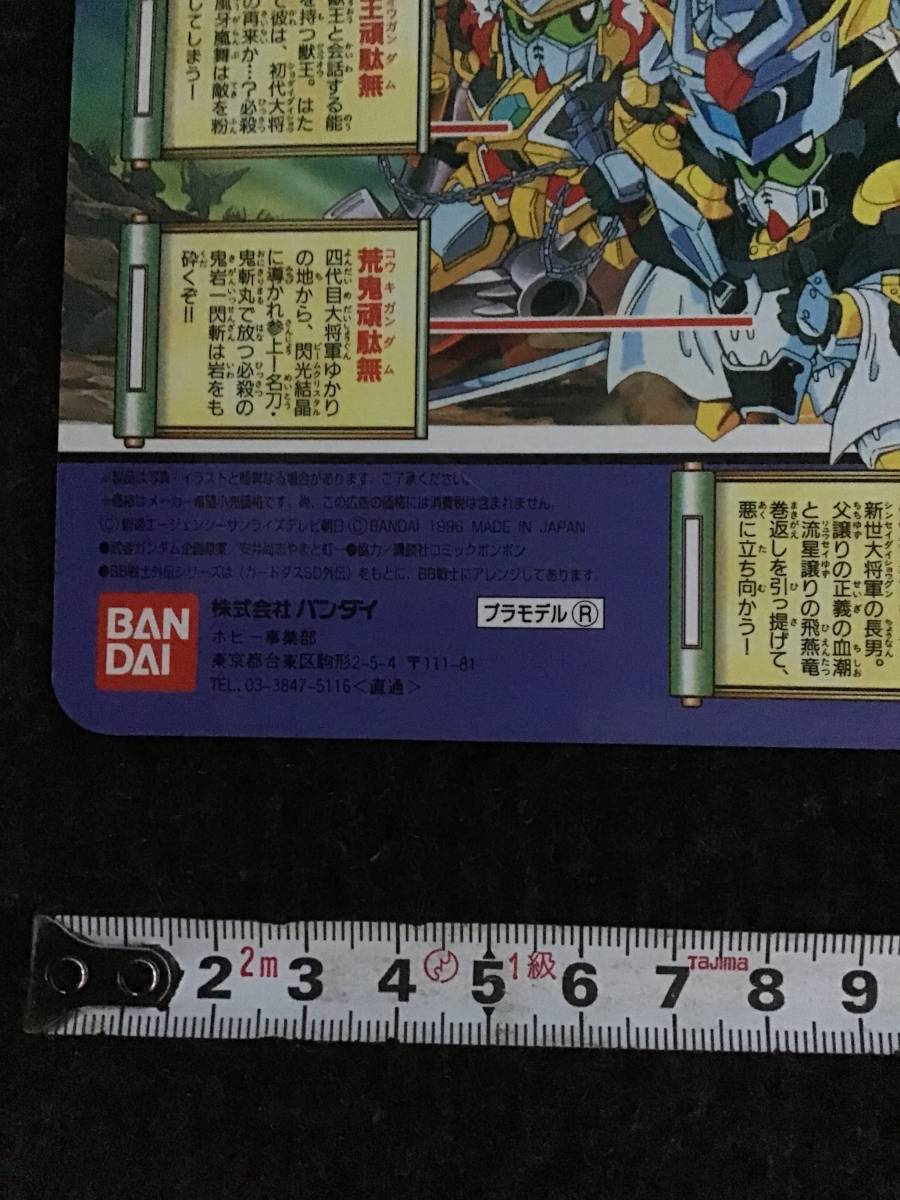 王頑駄無
獣王と会話する能
を持つ獣王。はた
て彼は、初代大将
の再来か…?必殺
風牙嵐舞は敵を粉
してしまう!
荒鬼頑駄無
コウキガンダム
四代目大将軍ゆかり
の地から、閃光結晶
に導かれ参上!名刀・
鬼斬丸で放つ必殺の
鬼岩一閃斬は岩をも
砕くぞ!!
新世大将軍の長男。
父譲りの正義の血潮
と流星譲りの飛燕竜
巻返しを引っ提げて、
悪に立ち向かう!
※製品は写真・イラストと略異なる場合があります。ご了承ください。
※価格はメーカー希望小売価格です。尚、この広告の価格には消費税は含まれません。
(C)創通エージェンシーサンライズテレビ朝日 ©BANDAI 1996 MADE IN JAPAN
●武者ガンダム企画原案/安井尚志やまと虹一●協力/講談社コミックボンボン
●BB戦士外伝シリーズは〈カードダスSD外伝〉をもとに、BB戦士にアレンジしてあります。
BAN
DAI
株式会社 バンダイ
ホビー事業部
東京都台東区駒形2-5-4 〒111-81
TEL.03-3847-5116<直通>
プラモデル®
2 2m 3 4 5 1級 6 7 Tajima 8 9